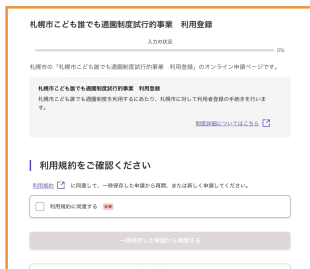 札幌市こども誰でも通園制度試行的事業　利用登録
入力の状況
0%
札幌市の「札幌市こども誰でも通園制度試行的事業　利用登録」のオンライン申請ページです。
札幌市こども誰でも通園制度試行的事業　利用登録
札幌市こども誰でも通園制度を利用するにあたり、札幌市に対して利用者登録の手続きを行いま
す。
制度詳細についてはこちら
利用規約をご確認ください
利用規約 に同意して、一時保存した申請から再開、または新しく申請してください。
利用規約に同意する 必須
一時保存した申請から再開する